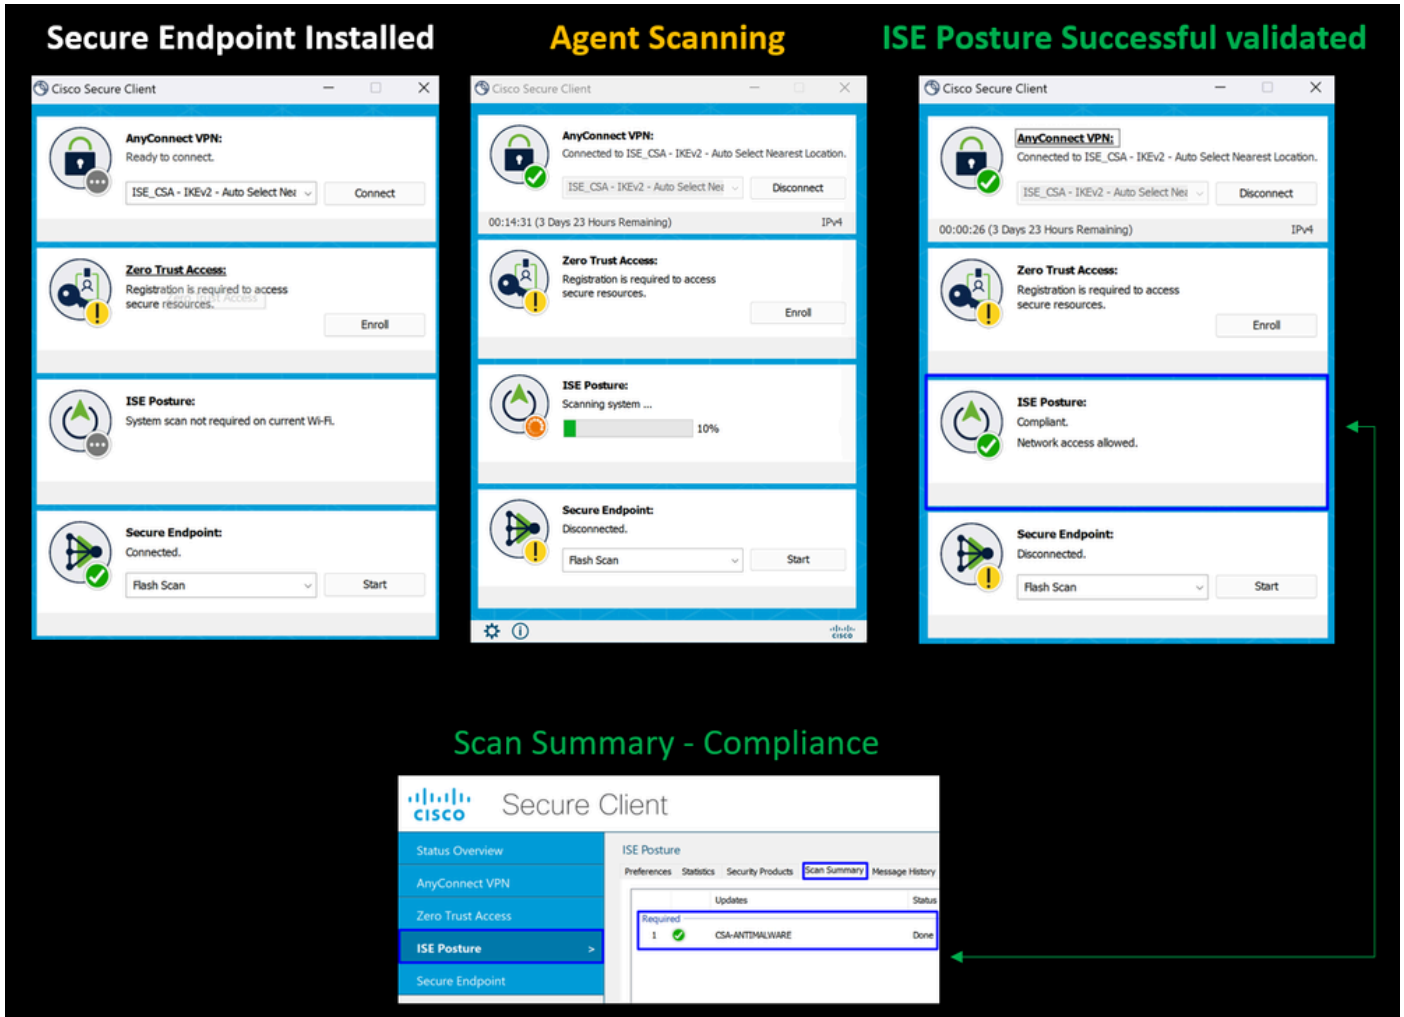 Secure Endpoint Installed
Agent Scanning
ISE Posture Successful validated
Cisco Secure Client
AnyConnect VPN:
Ready to connect.
ISE_CSA - IKEv2 - Auto Select Nea
Connect
Zero Trust Access:
Registration is required to access
secure resources.
Zero Trust Access
Enroll
ISE Posture:
System scan not required on current Wi-Fi.
Secure Endpoint:
Connected.
Flash Scan
Start
Cisco Secure Client
AnyConnect VPN:
Connected to ISE_CSA - IKEv2 - Auto Select Nearest Location.
ISE_CSA - IKEv2 - Auto Select Nea
Disconnect
00:14:31 (3 Days 23 Hours Remaining)
IPv4
Zero Trust Access:
Registration is required to access
secure resources.
Enroll
ISE Posture:
Scanning system ...
10%
Secure Endpoint:
Disconnected.
Flash Scan
Start
CISCO
Cisco Secure Client
AnyConnect VPN:
Connected to ISE_CSA - IKEv2 - Auto Select Nearest Location.
ISE_CSA - IKEv2 - Auto Select Nea
Disconnect
00:00:26 (3 Days 23 Hours Remaining)
IPv4
Zero Trust Access:
Registration is required to access
secure resources.
Enroll
ISE Posture:
Compliant.
Network access allowed.
Secure Endpoint:
Disconnected.
Flash Scan
Start
Scan Summary - Compliance
CISCO
Secure Client
Status Overview
AnyConnect VPN
Zero Trust Access
ISE Posture >
Secure Endpoint
ISE Posture
Preferences Statistics Security Products Scan Summary Message History
Updates Status
Required
1 CSA-ANTIMALWARE Done